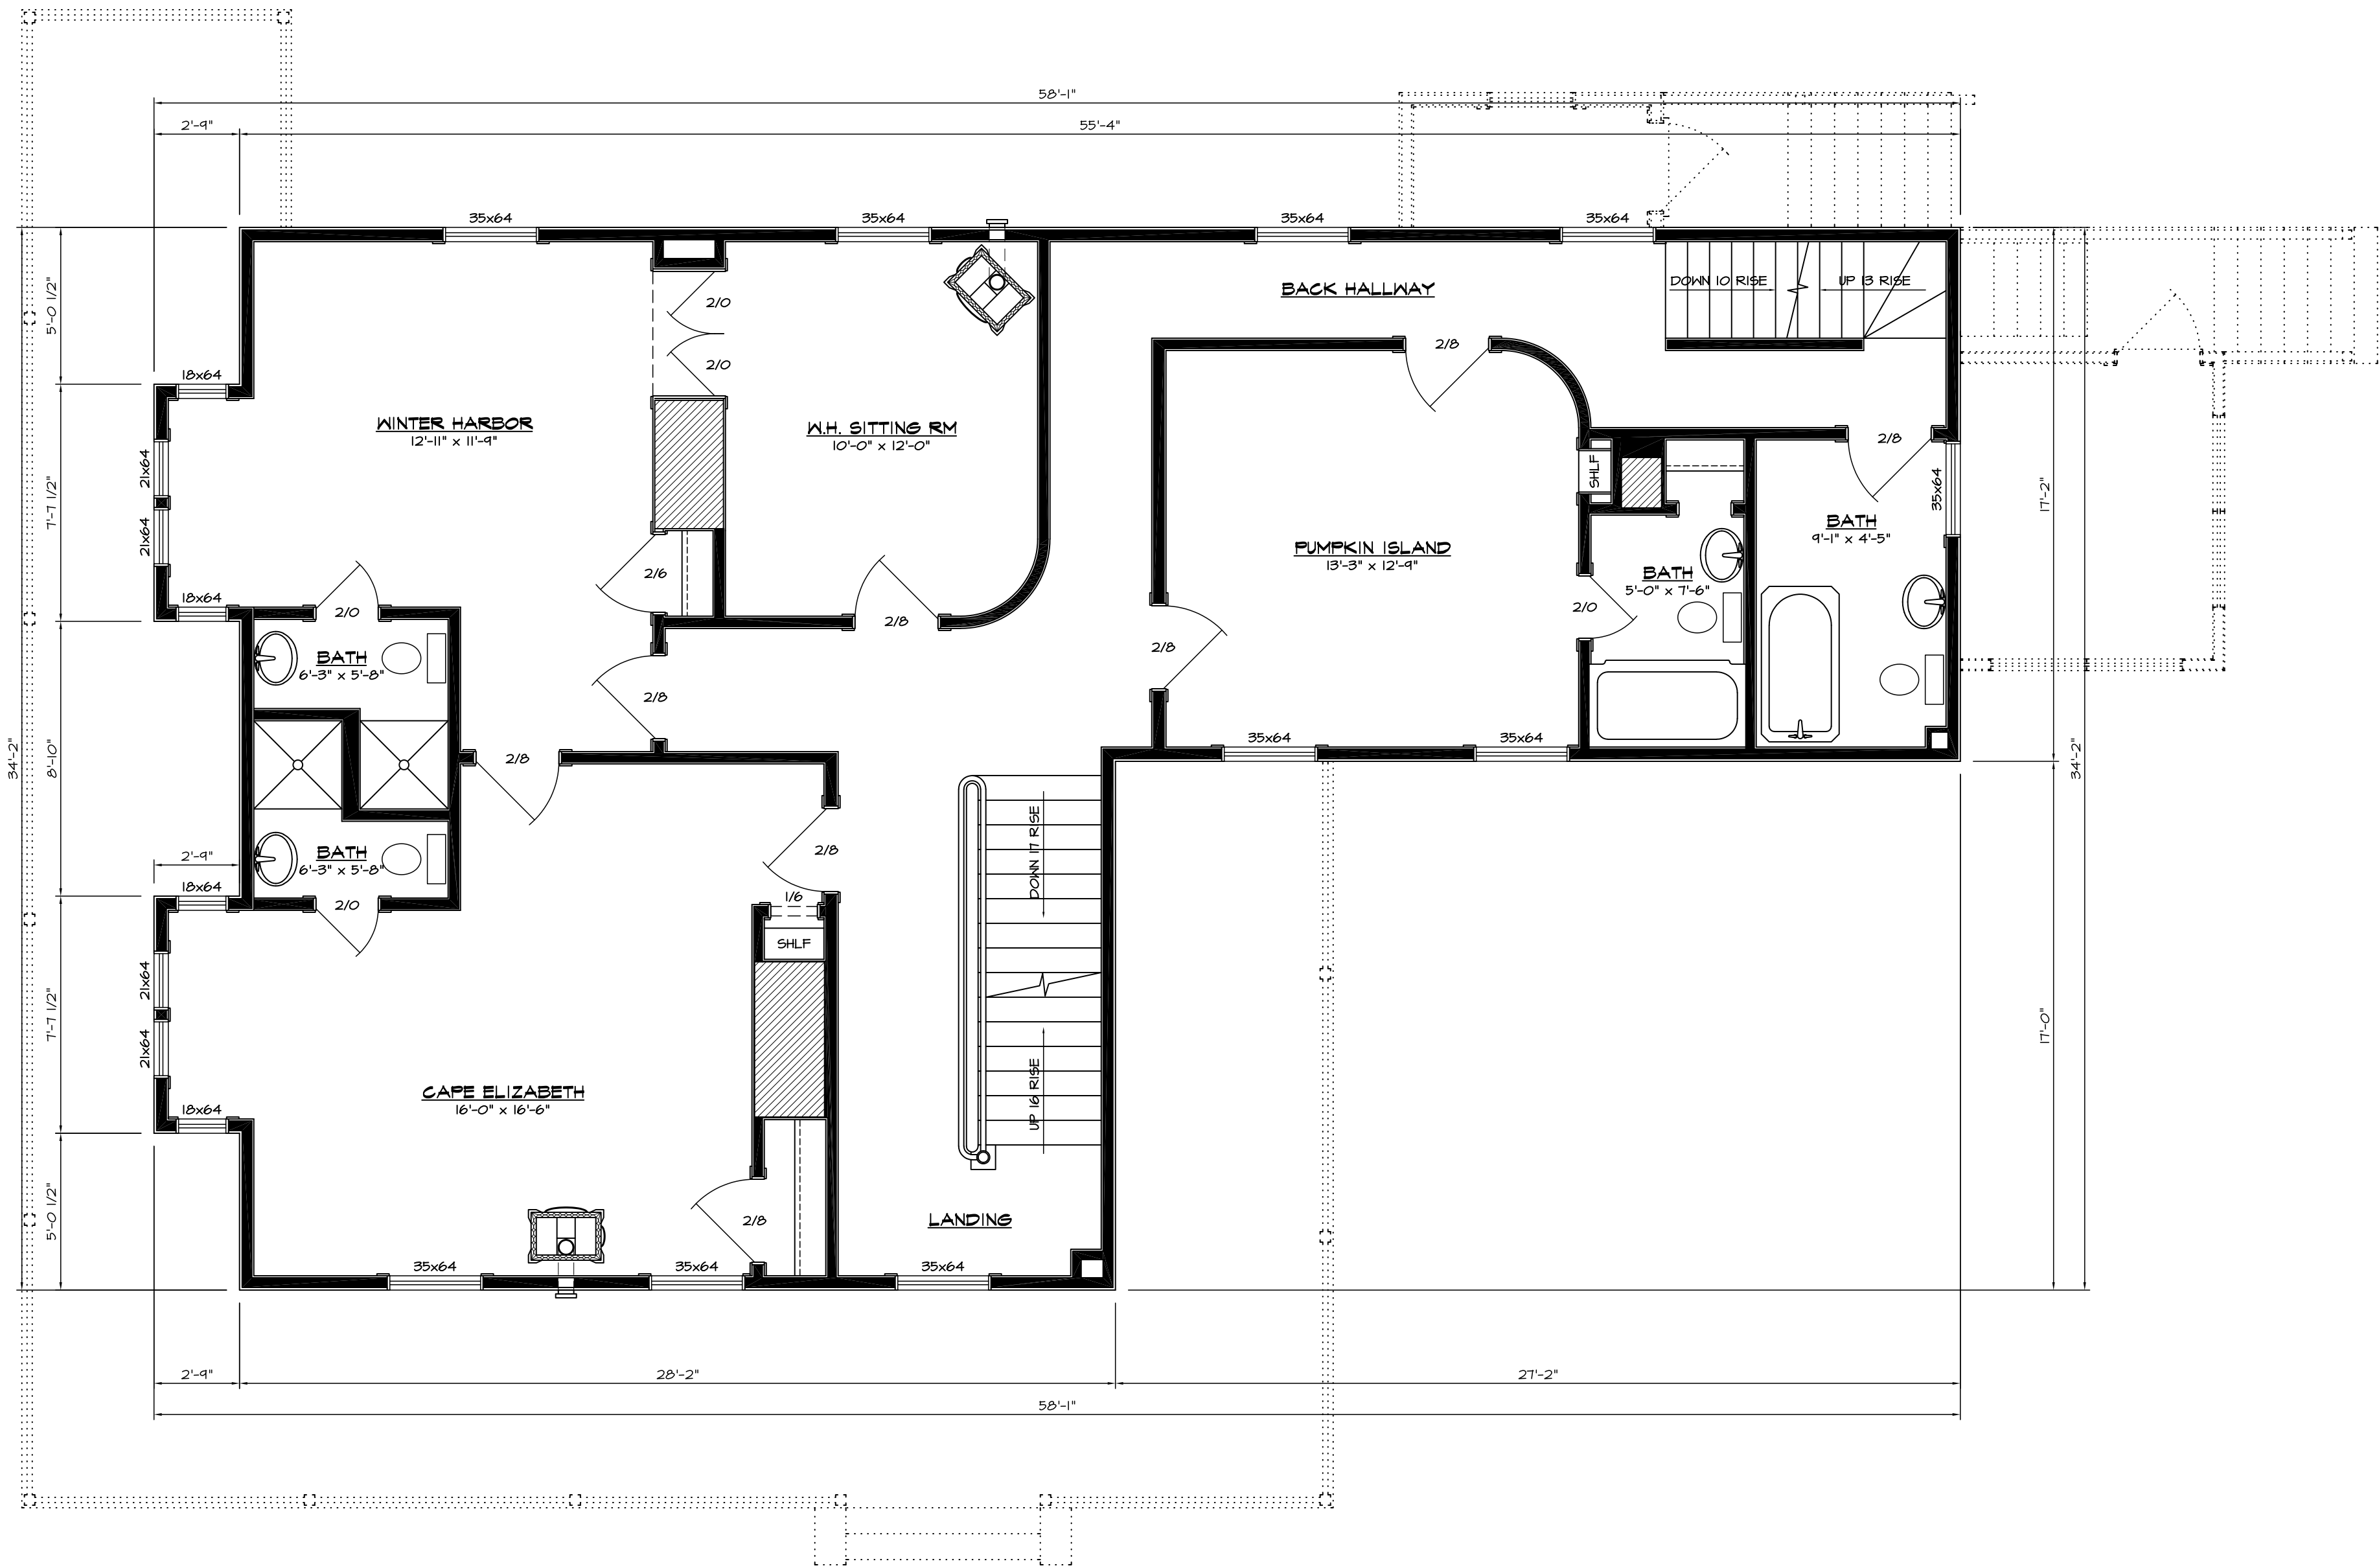 58'-1"
2'-9"
55'-4"
35x64
35x64
35x64
35x64
5'-0 1/2"
DOWN 10 RISE
UP 13 RISE
BACK HALLWAY
2/0
2/8
2/0
18x64
WINTER HARBOR
12'-11" x 11'-9"
W.H. SITTING RM
10'-0" x 12'-0"
2/8
21x64
SHLF
35x64
17'-2"
7'-7 1/2"
21x64
BATH
9'-1" x 4'-5"
PUMPKIN ISLAND
13'-3" x 12'-9"
2/6
BATH
5'-0" x 7'-6"
18x64
2/0
2/8
2/0
2/8
BATH
6'-3" x 5'-8"
2/8
34'-2"
8'-10"
2/8
35x64
35x64
34'-2"
DOWN 17 RISE
2/8
2'-9"
BATH
6'-3" x 5'-8"
18x64
2/0
1/6
SHLF
21x64
7'-7 1/2"
21x64
17'-0"
CAPE ELIZABETH
16'-0" x 16'-6"
UP 16 RISE
18x64
5'-0 1/2"
2/8
LANDING
35x64
35x64
35x64
2'-9"
28'-2"
27'-2"
58'-1"